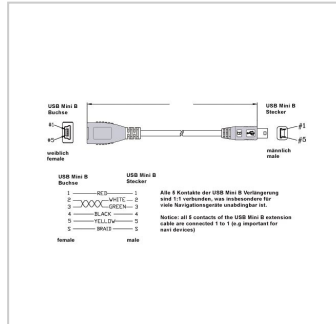 USB Mini B
Buchse
USB Mini B
Stecker
#1
#5
#1
#5
weiblich
female
männlich
male
USB Mini B
Buchse
USB Mini B
Stecker
1 RED 1
2 WHITE 2
3 GREEN 3
4 BLACK 4
5 YELLOW 5
S BRAID S
female male
Alle 5 Kontakte der USB Mini B Verlängerung
sind 1:1 verbunden, was insbesondere für
viele Navigationsgeräte unabdingbar ist.
Notice: all 5 contacts of the USB Mini B extension
cable are connected 1 to 1 (e.g important for
navi devices)